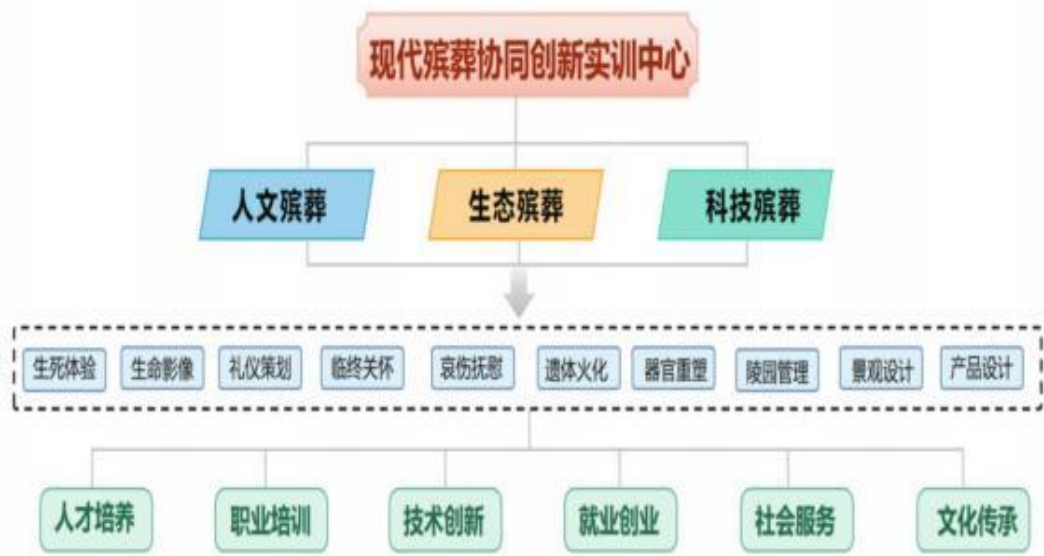 现代殡葬协同创新实训中心
人文殡葬
生态殡葬
科技殡葬
生死体验
生命影像
礼仪策划
临终关怀
哀伤抚慰
遗体火化
器官重塑
陵园管理
景观设计
产品设计
人才培养
职业培训
技术创新
就业创业
社会服务
文化传承